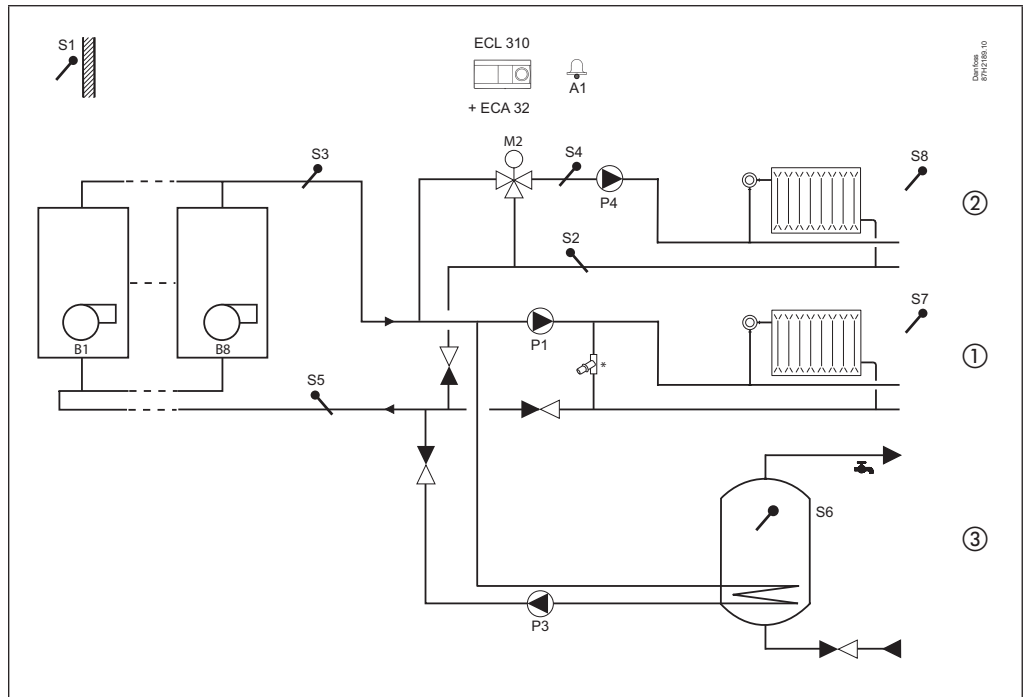 S1
ECL 310
A1
+ ECA 32
Danfoss
87H2189.10
M2
S3
S4
S8
P4
②
S2
S7
B1
B8
P1
*
①
S5
S6
③
P3